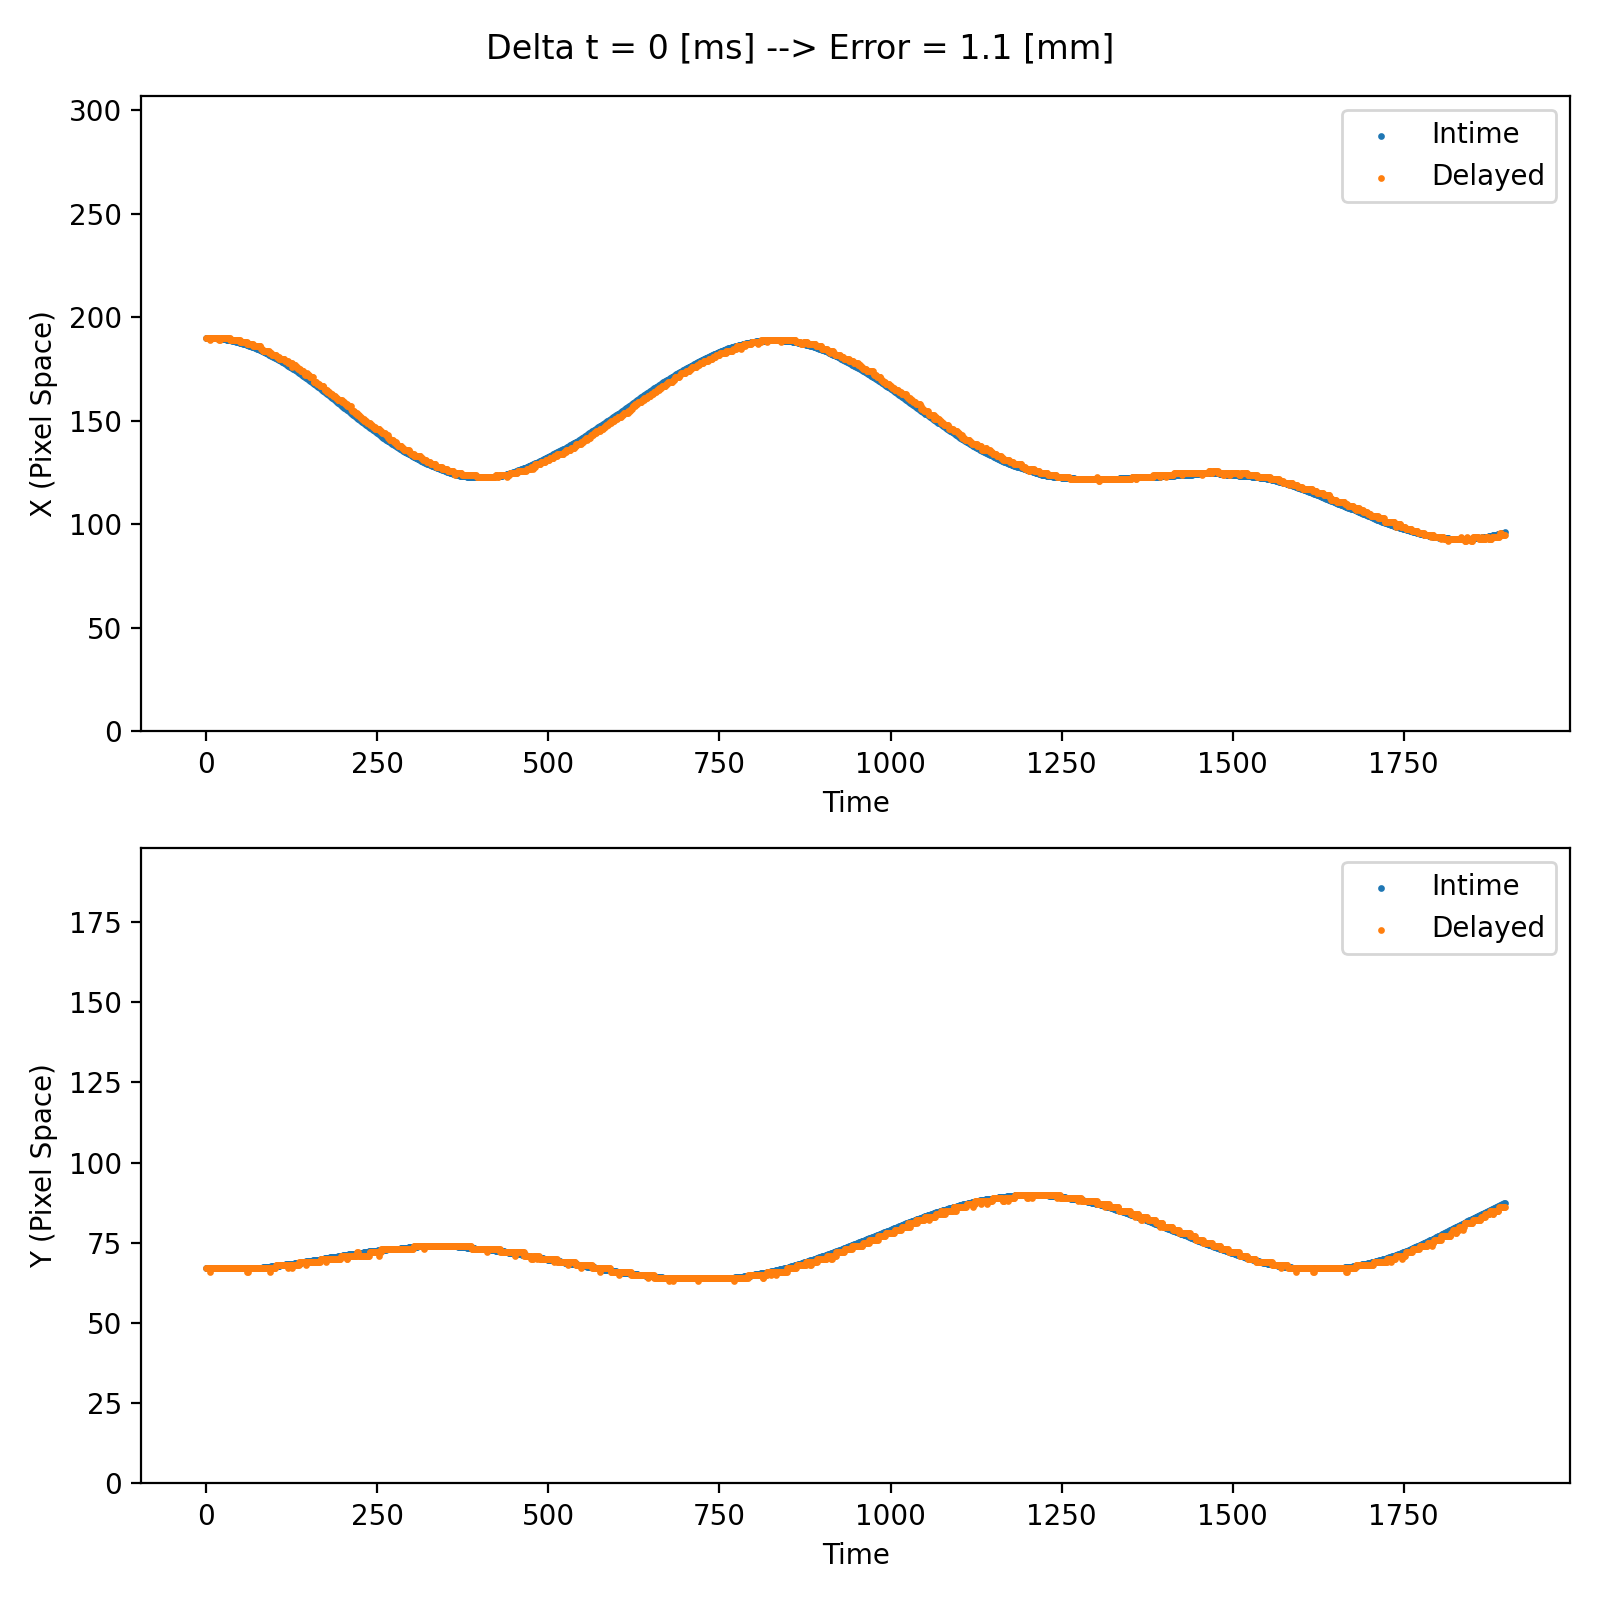 Delta t = 0 [ms] --> Error = 1.1 [mm]
300
250
200
150
100
50
0
X (Pixel Space)
Intime
Delayed
0 250 500 750 1000 1250 1500 1750
Time
175
150
125
100
75
50
25
0
Y (Pixel Space)
Intime
Delayed
0 250 500 750 1000 1250 1500 1750
Time